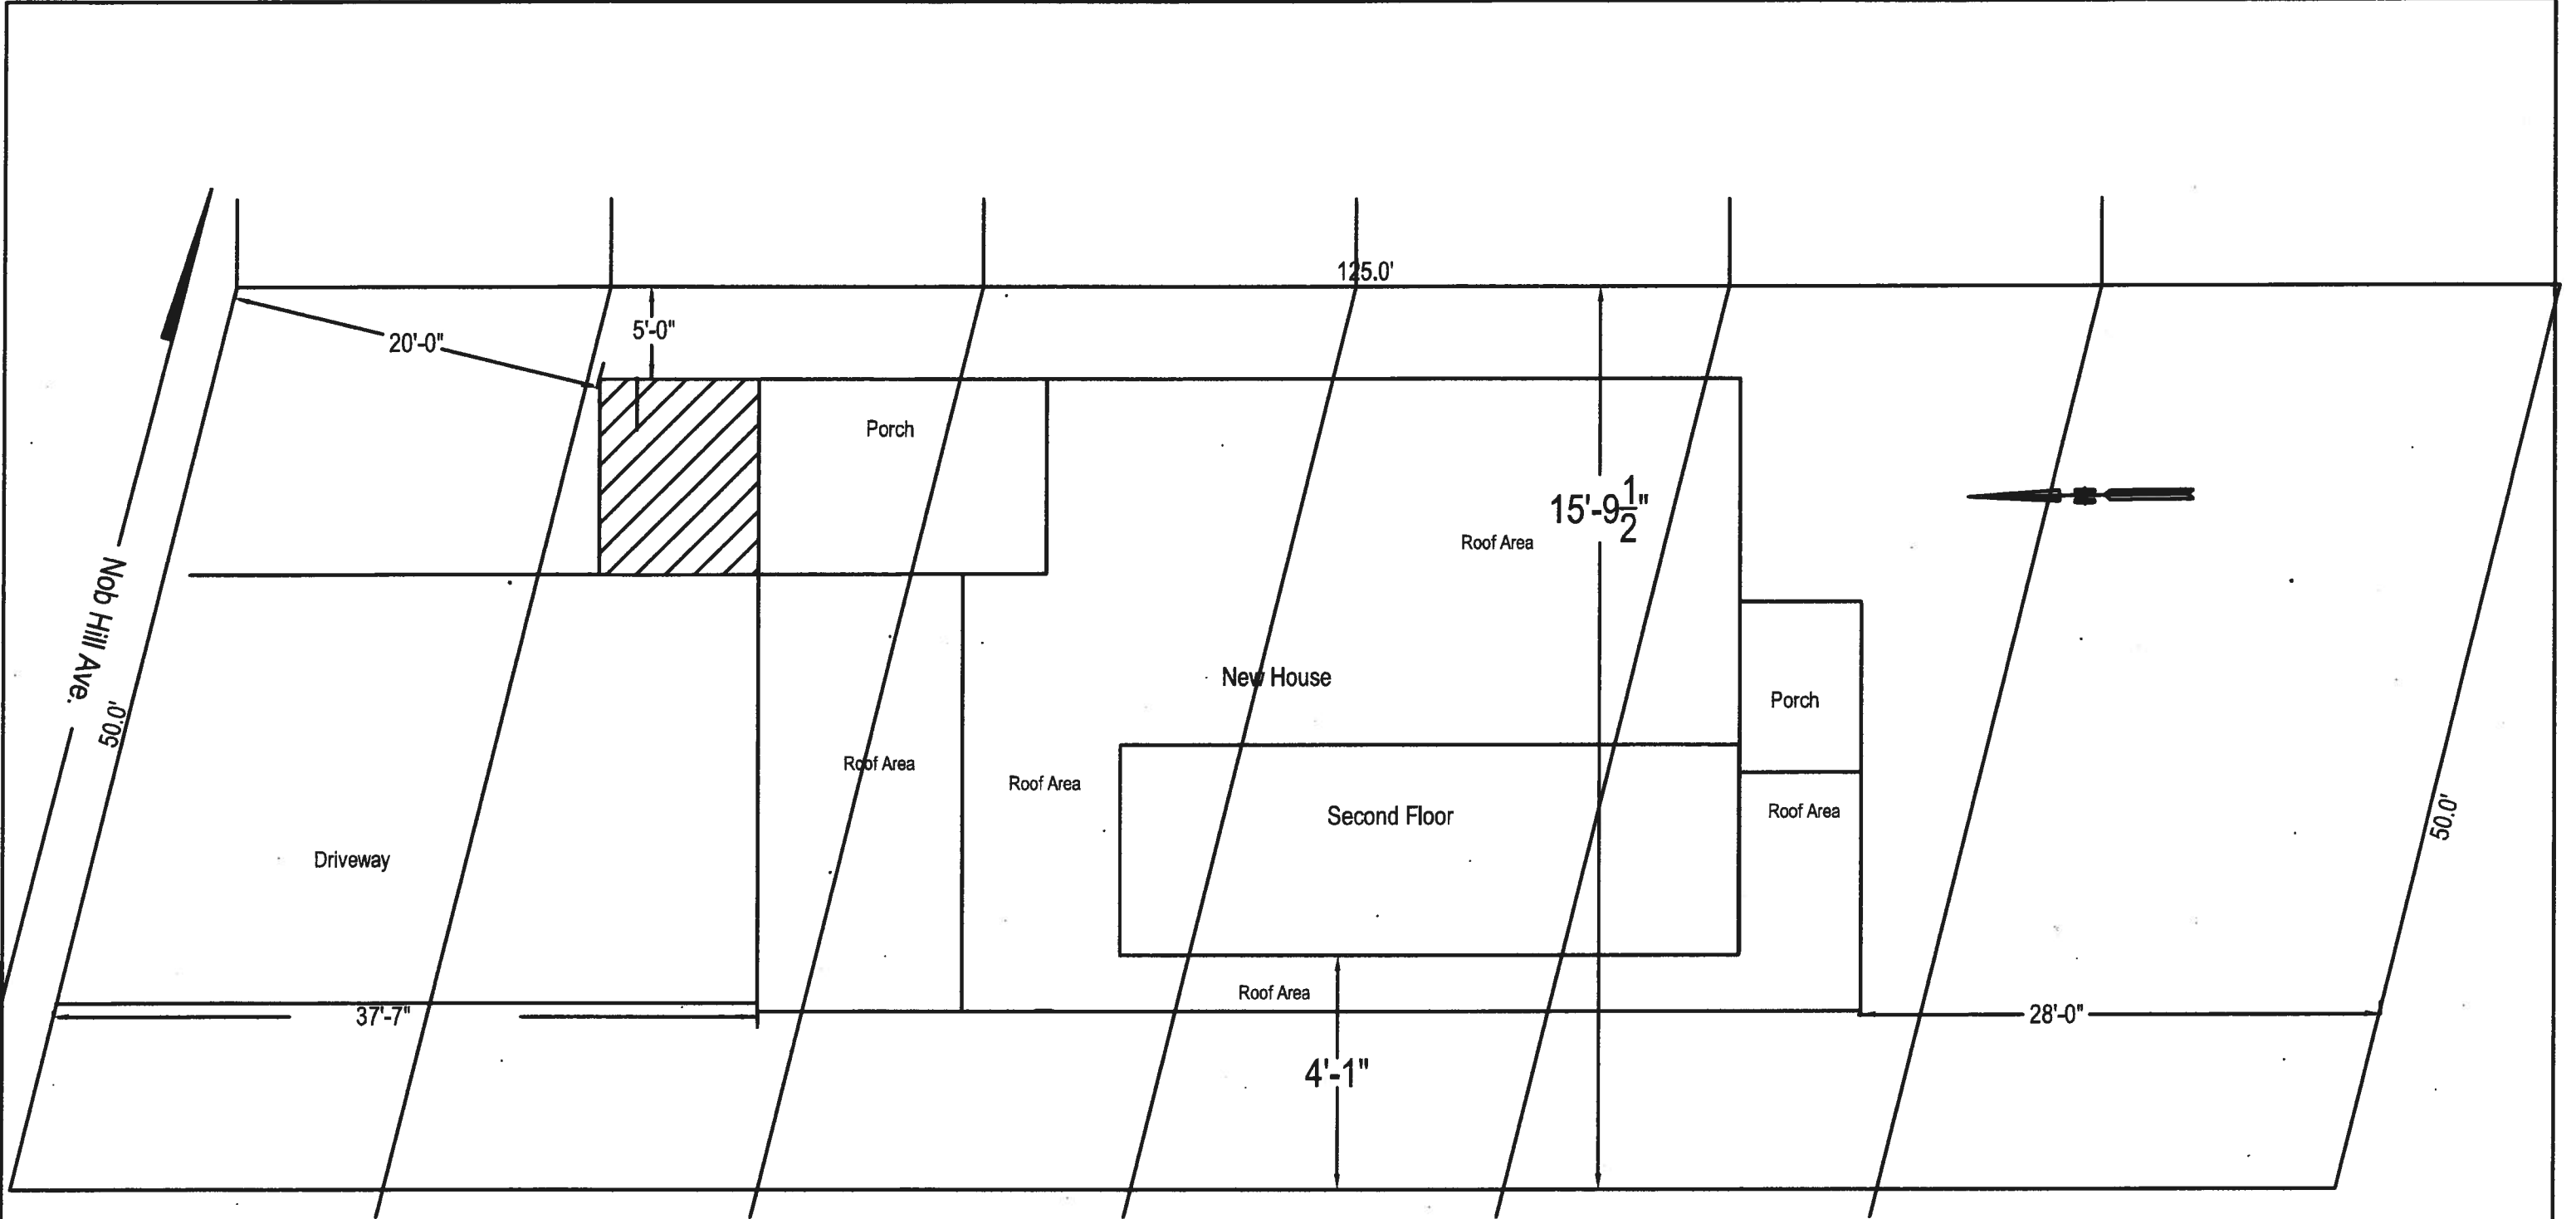 125.0'
5'-0"
20'-0"
Porch
15'-9 1/2"
Roof Area
Nob Hill Ave.
50.0'
New House
Porch
Roof Area
Roof Area
Second Floor
Roof Area
50.0'
Driveway
Roof Area
37'-7"
28'-0"
4'-1"